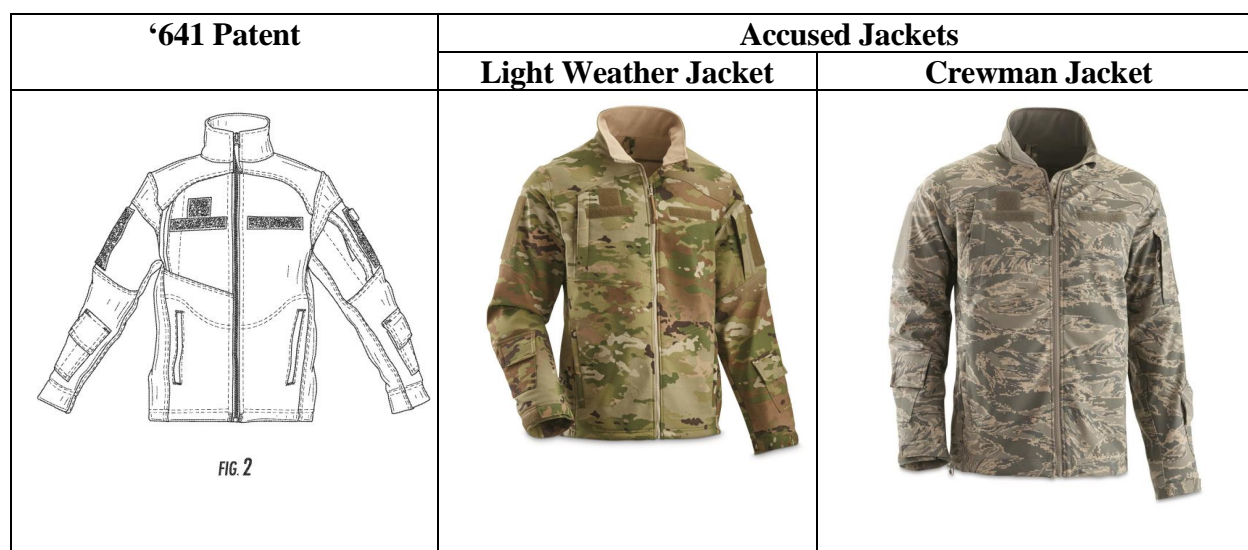 ‘641 Patent
Accused Jackets
Light Weather Jacket
Crewman Jacket
FIG. 2